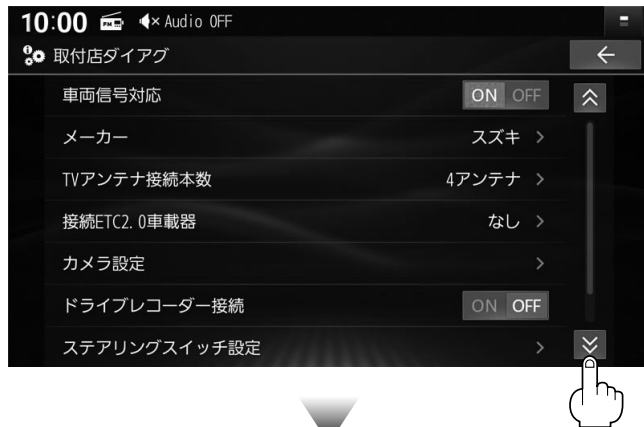 10:00 FM Audio OFF
取付店ダイアグ
車両信号対応 ON OFF
メーカー スズキ
TVアンテナ接続本数 4アンテナ
接続ETC2.0車載器 なし
カメラ設定
ドライブレコーダー接続 ON OFF
ステアリングスイッチ設定